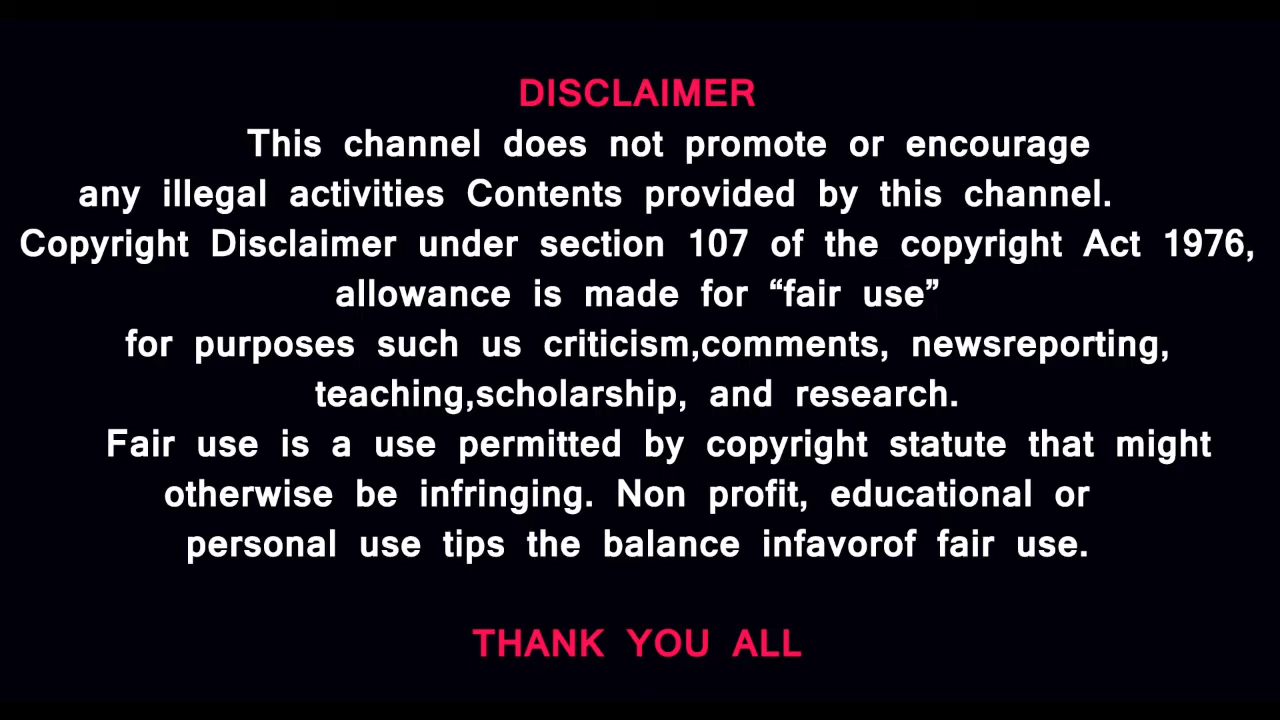 DISCLAIMER
This channel does not promote or encourage
any illegal activities Contents provided by this channel.
Copyright Disclaimer under section 107 of the copyright Act 1976,
allowance is made for “fair use”
for purposes such us criticism,comments, newsreporting,
teaching,scholarship, and research.
Fair use is a use permitted by copyright statute that might
otherwise be infringing. Non profit, educational or
personal use tips the balance infavorof fair use.
THANK YOU ALL